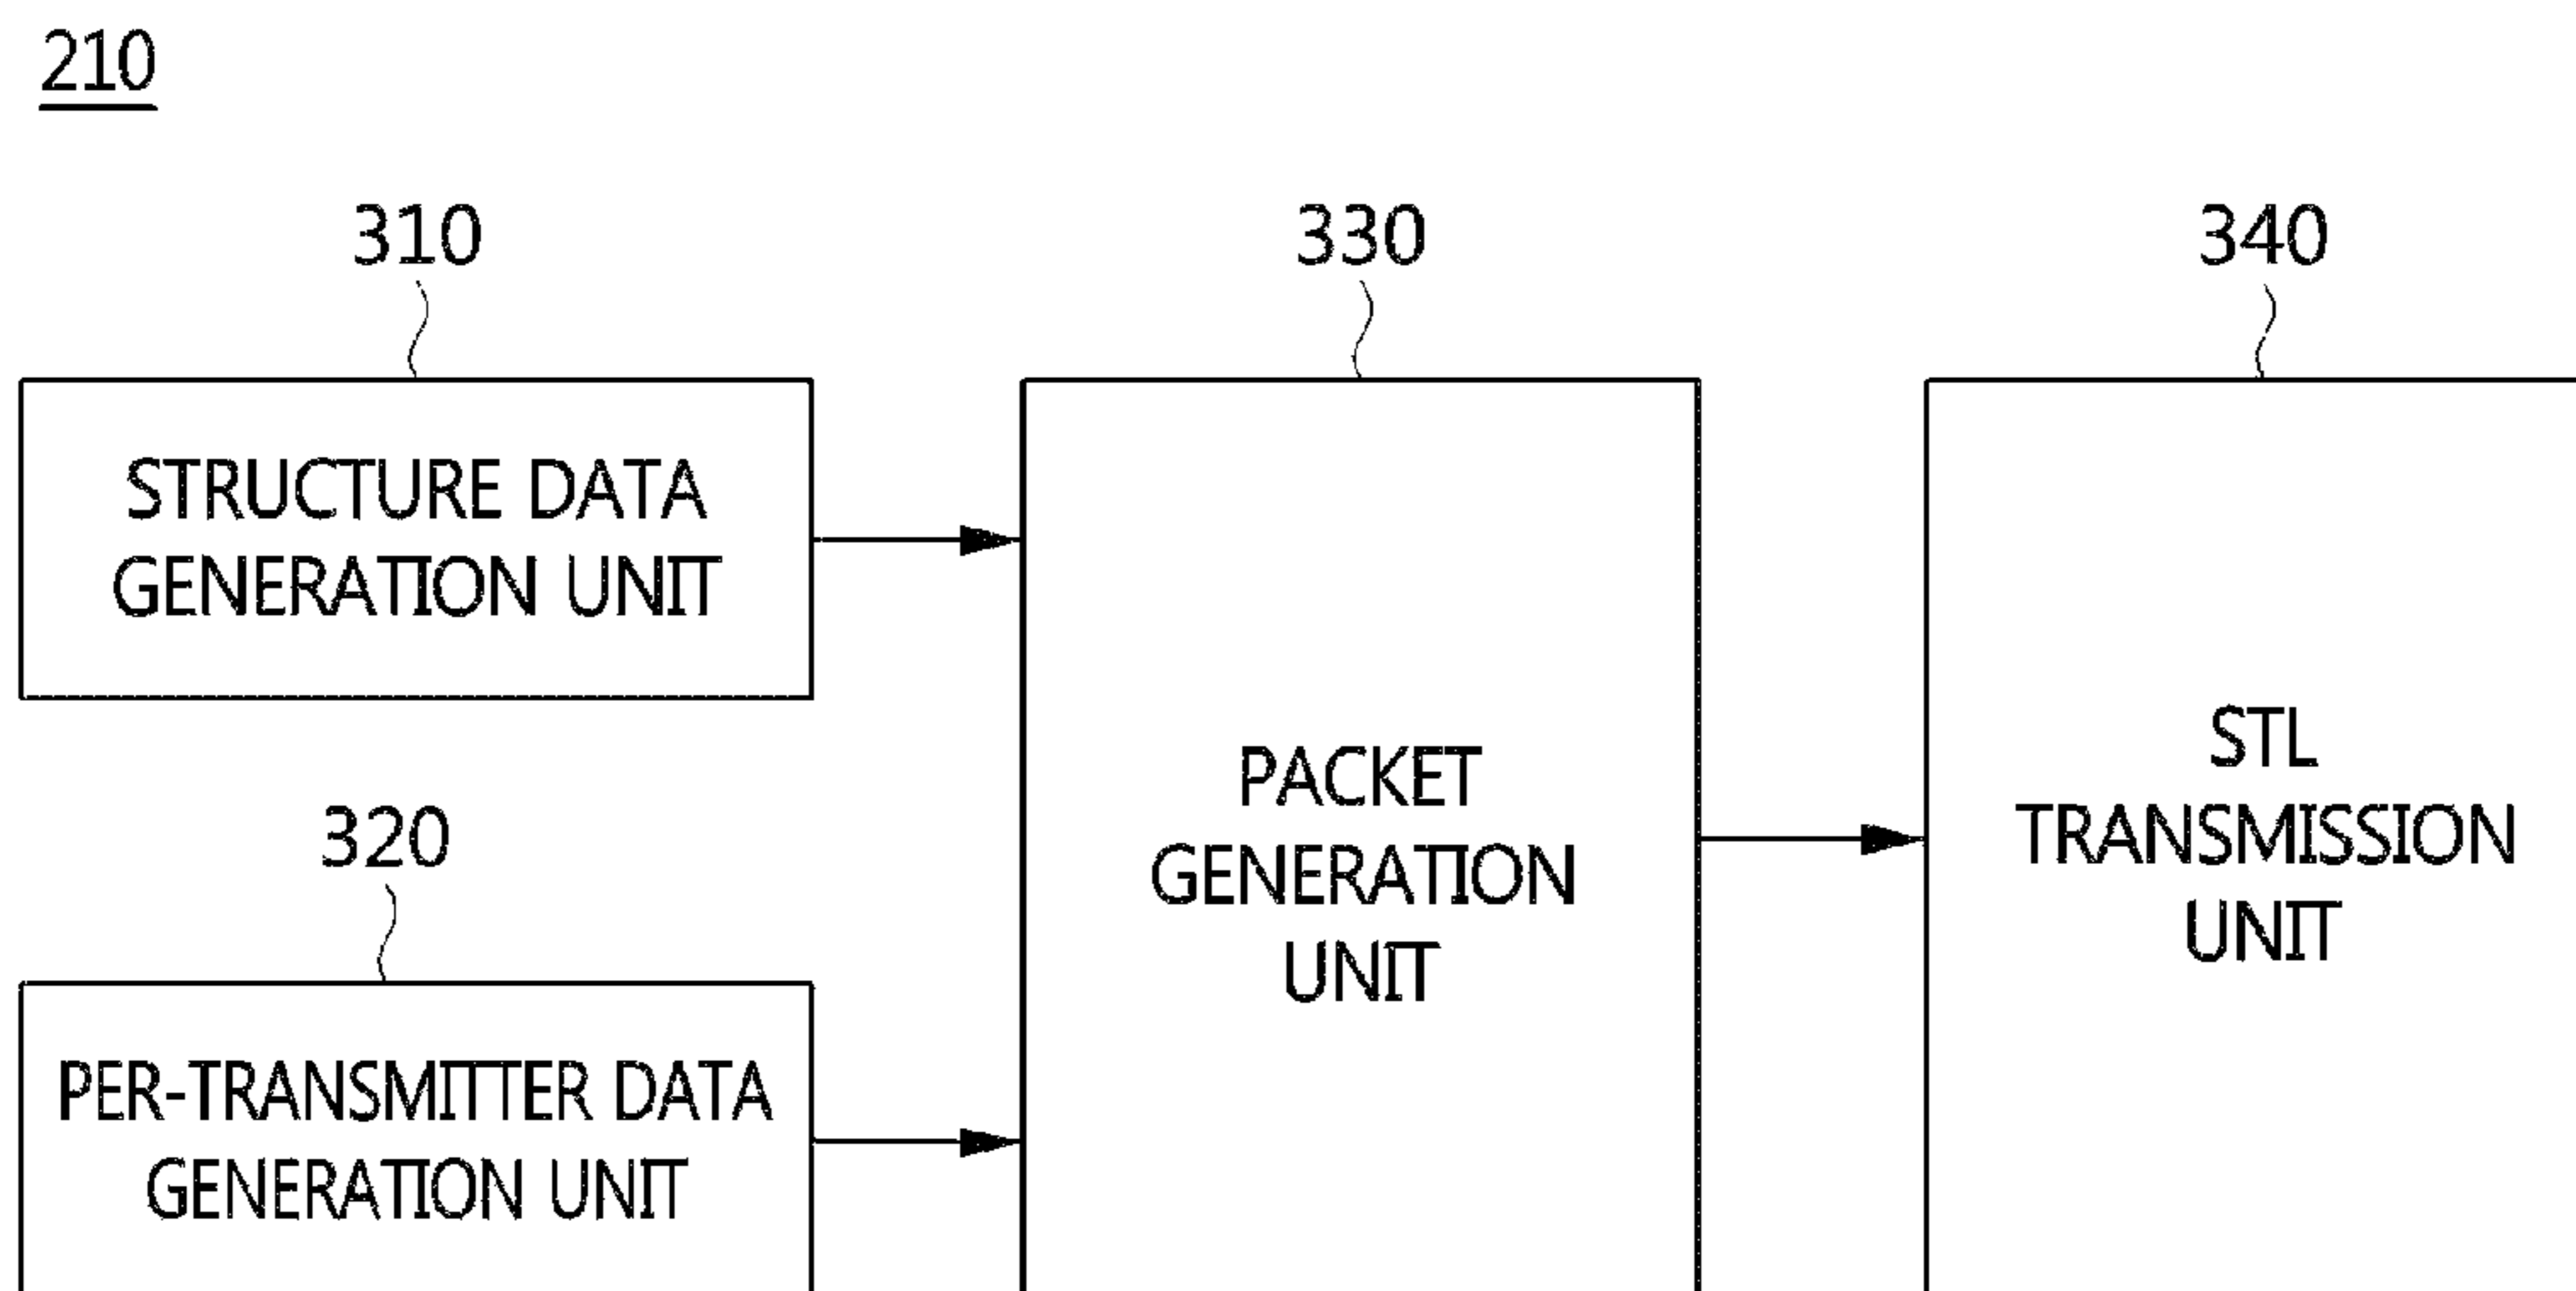 210
310
330
340
STRUCTURE DATA
GENERATION UNIT
320
PER-TRANSMITTER DATA
GENERATION UNIT
PACKET
GENERATION
UNIT
STL
TRANSMISSION
UNIT